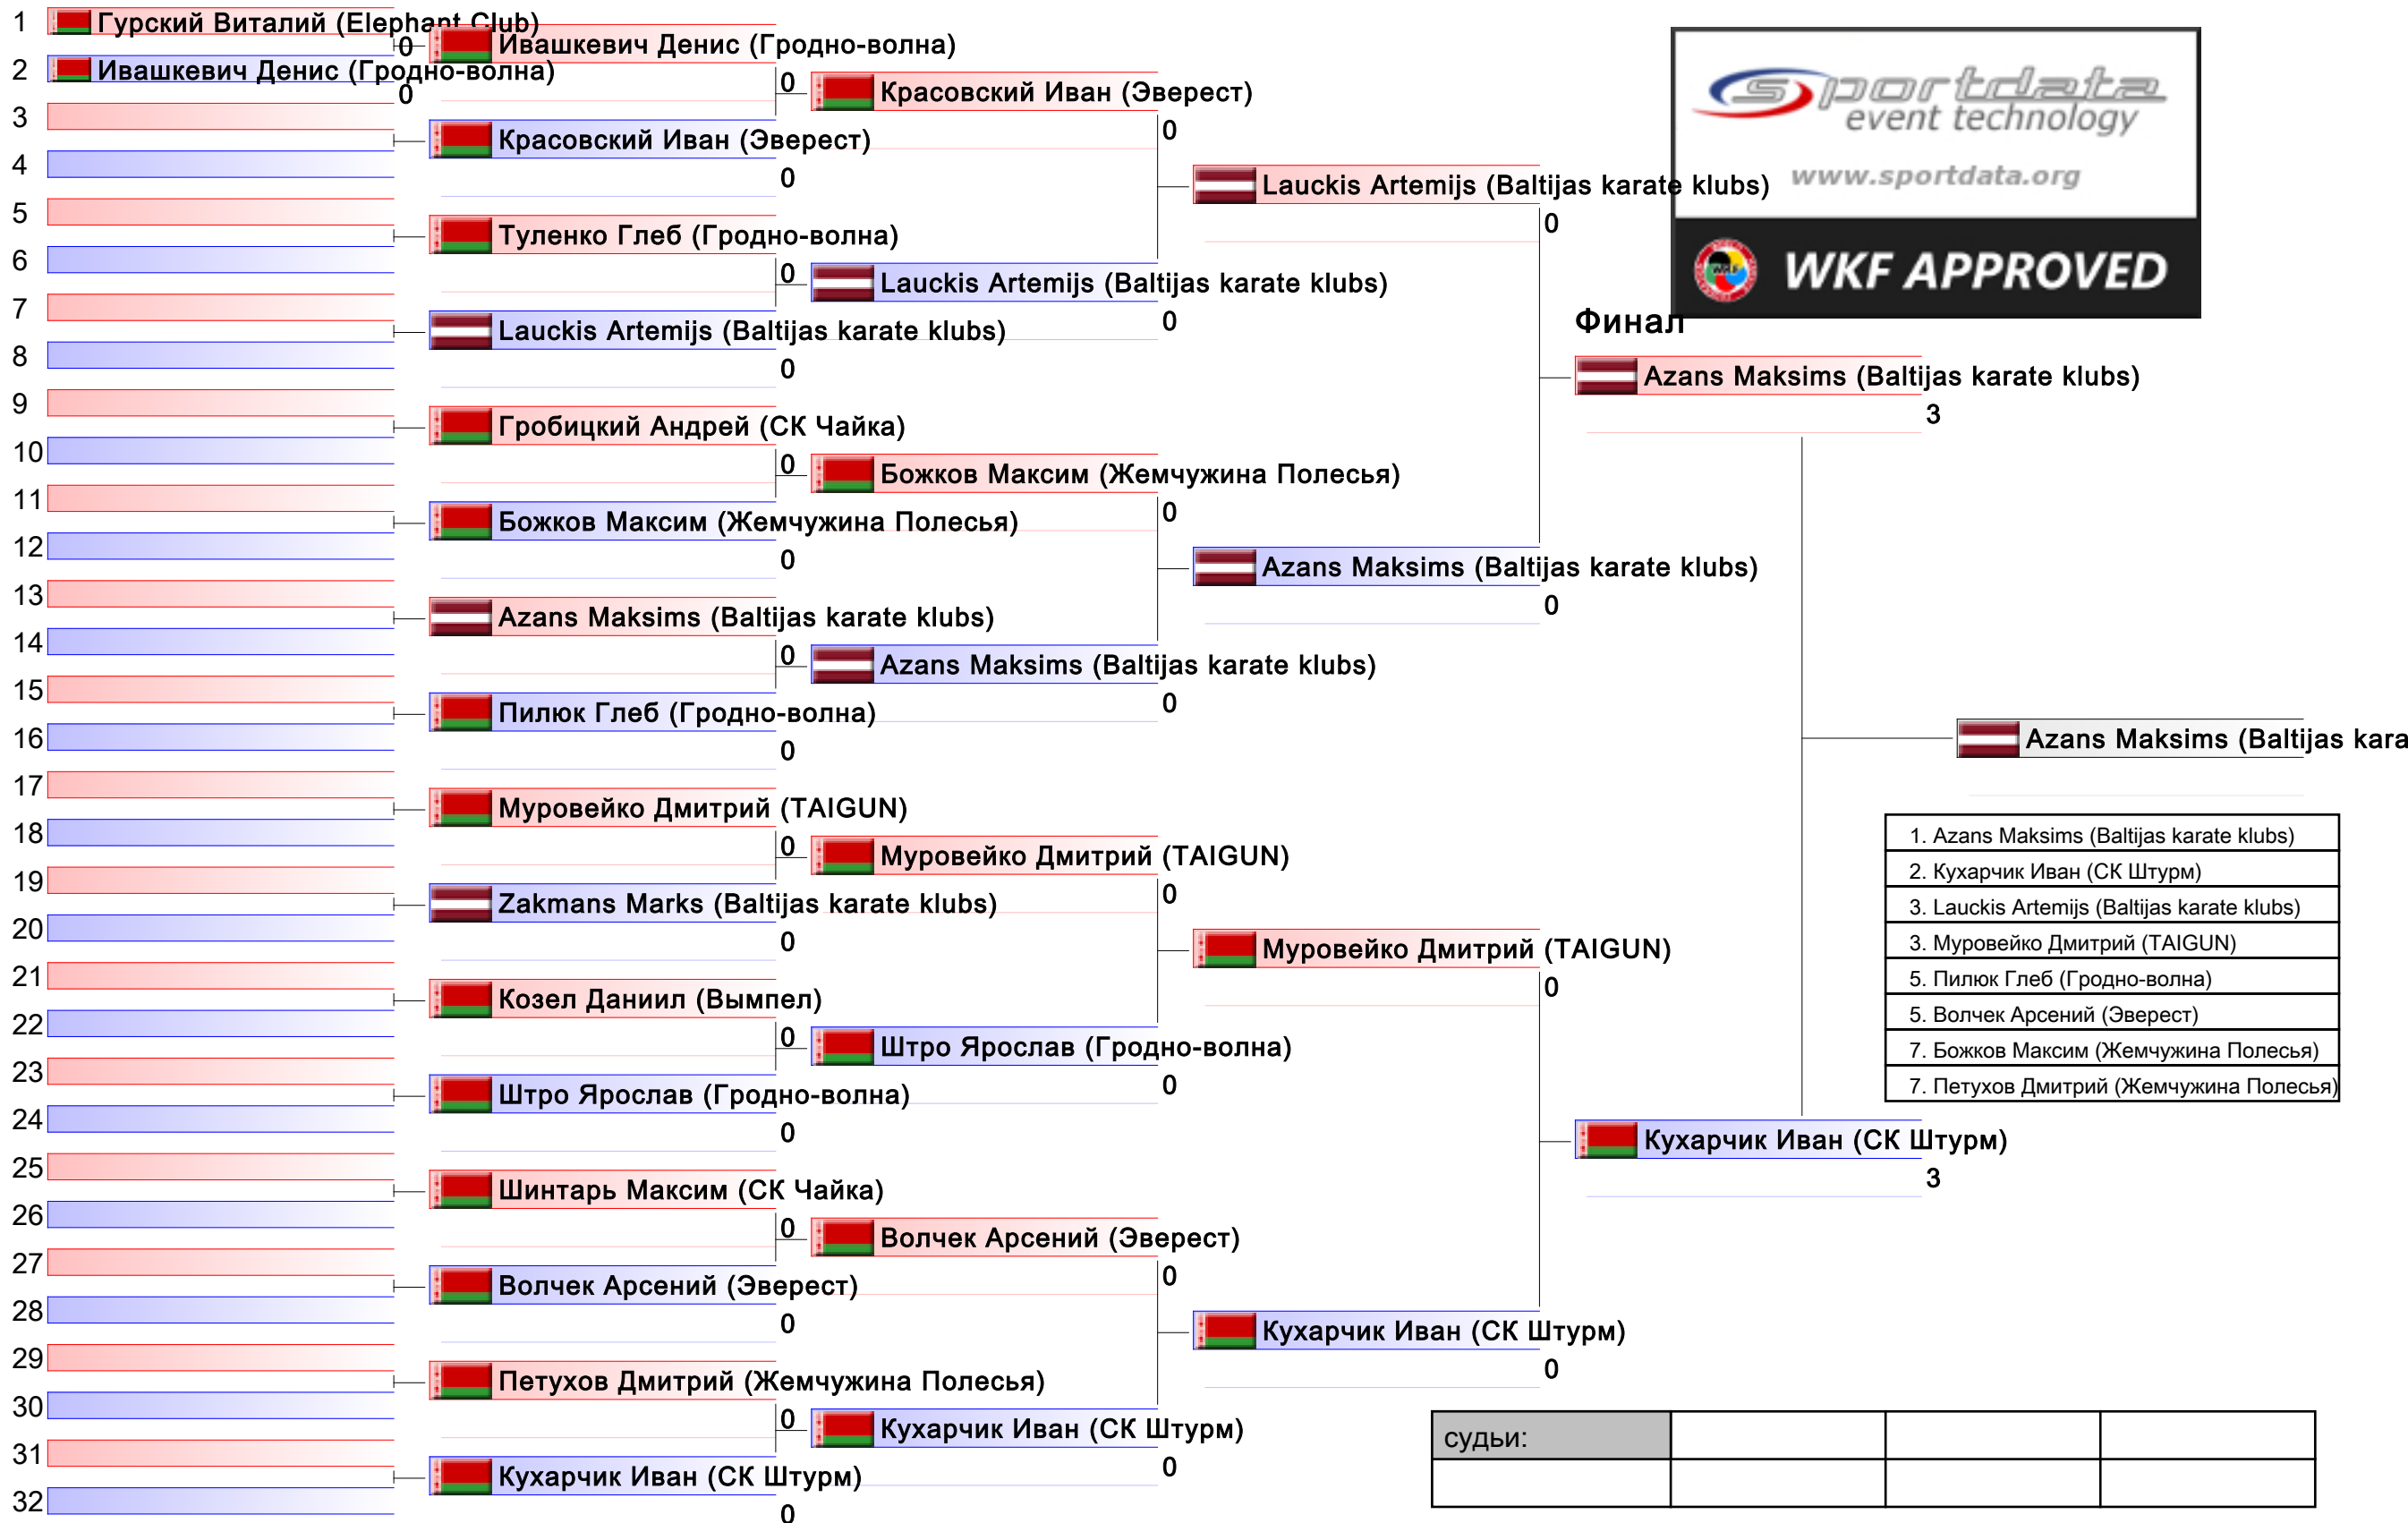 1 Гурский Виталий (Elephant Club)
0
2 Ивашкевич Денис (Гродно-волна)
0
3
4
5
6
7
8
9
10
11
12
13
14
15
16
17
18
19
20
21
22
23
24
25
26
27
28
29
30
31
32
Ивашкевич Денис (Гродно-волна)
0
Красовский Иван (Эверест)
0
Туленко Глеб (Гродно-волна)
0
Lauckis Artemijs (Baltijas karate klubs)
0
Гробицкий Андрей (СК Чайка)
0
Божков Максим (Жемчужина Полесья)
0
Azans Maksims (Baltijas karate klubs)
0
Пилюк Глеб (Гродно-волна)
0
Муровейко Дмитрий (TAIGUN)
0
Zakmans Marks (Baltijas karate klubs)
0
Козел Даниил (Вымпел)
0
Штро Ярослав (Гродно-волна)
0
Шинтарь Максим (СК Чайка)
0
Волчек Арсений (Эверест)
0
Петухов Дмитрий (Жемчужина Полесья)
0
Кухарчик Иван (СК Штурм)
0
Красовский Иван (Эверест)
0
Lauckis Artemijs (Baltijas karate klubs)
0
Божков Максим (Жемчужина Полесья)
0
Azans Maksims (Baltijas karate klubs)
0
Муровейко Дмитрий (TAIGUN)
0
Штро Ярослав (Гродно-волна)
0
Волчек Арсений (Эверест)
0
Кухарчик Иван (СК Штурм)
0
Lauckis Artemijs (Baltijas karate klubs)
0
Azans Maksims (Baltijas karate klubs)
0
Муровейко Дмитрий (TAIGUN)
0
Кухарчик Иван (СК Штурм)
0
sportdata
event technology
www.sportdata.org
WKF
WKF APPROVED
Финал
Azans Maksims (Baltijas karate klubs)
3
Кухарчик Иван (СК Штурм)
3
Azans Maksims (Baltijas kara
1. Azans Maksims (Baltijas karate klubs)
2. Кухарчик Иван (СК Штурм)
3. Lauckis Artemijs (Baltijas karate klubs)
3. Муровейко Дмитрий (TAIGUN)
5. Пилюк Глеб (Гродно-волна)
5. Волчек Арсений (Эверест)
7. Божков Максим (Жемчужина Полесья)
7. Петухов Дмитрий (Жемчужина Полесья)
судьи: